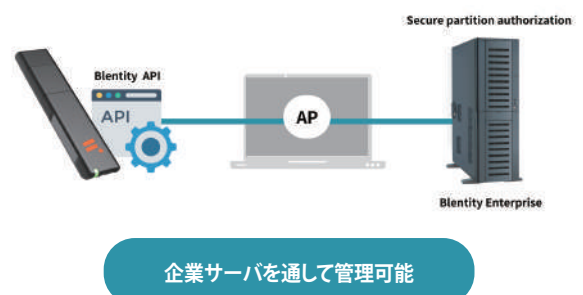 Secure partition authorization
Blentity API
API
AP
Blentity Enterprise
企業サーバを通して管理可能